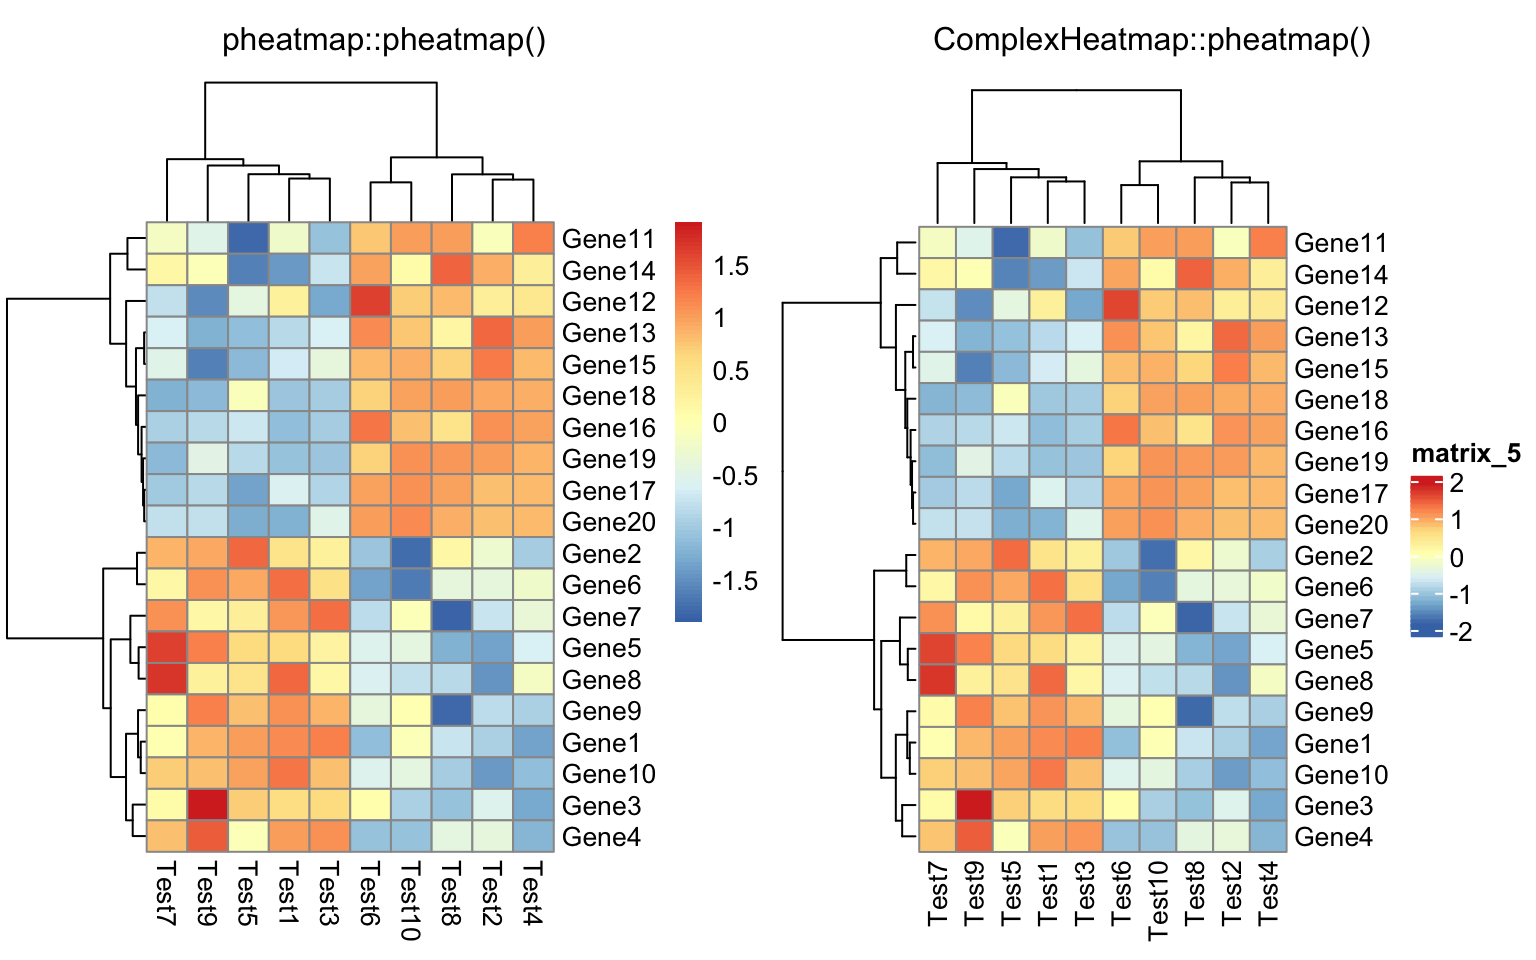 pheatmap::pheatmap()
Gene11
Gene14
Gene12
Gene13
Gene15
Gene18
Gene16
Gene19
Gene17
Gene20
Gene2
Gene6
Gene7
Gene5
Gene8
Gene9
Gene1
Gene10
Gene3
Gene4
Test7
Test9
Test5
Test1
Test3
Test6
Test10
Test8
Test2
Test4
1.5
1
0.5
0
-0.5
-1
-1.5
ComplexHeatmap::pheatmap()
Gene11
Gene14
Gene12
Gene13
Gene15
Gene18
Gene16
Gene19
Gene17
Gene20
Gene2
Gene6
Gene7
Gene5
Gene8
Gene9
Gene1
Gene10
Gene3
Gene4
Test7
Test9
Test5
Test1
Test3
Test6
Test10
Test8
Test2
Test4
matrix_5
2
1
0
-1
-2